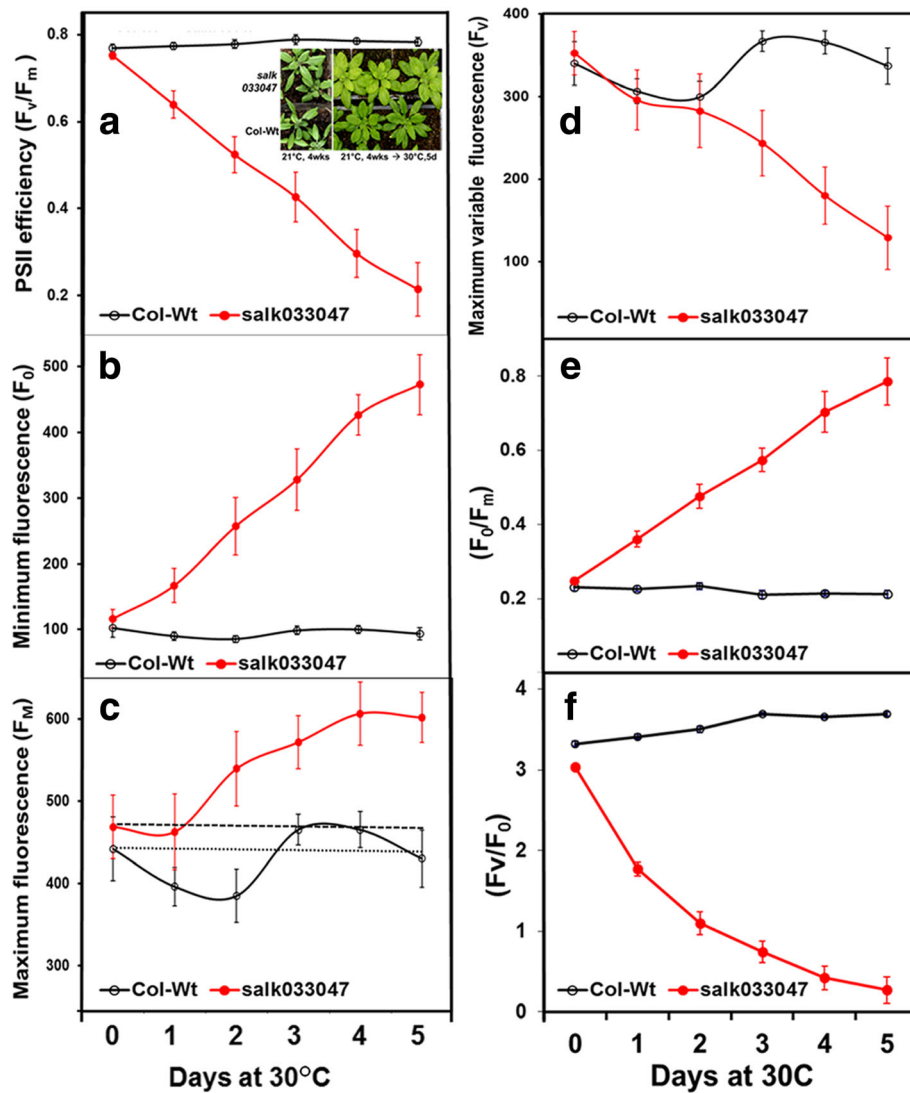 a
PSII efficiency (Fv/Fm)
0.8
0.6
0.4
0.2
salk
033047
Col-Wt
21°C, 4wks
21°C, 4wks → 30°C,5d
Col-Wt
salk033047
b
Minimum fluorescence (F0)
500
400
300
200
100
Col-Wt
salk033047
c
Maximum fluorescence (FM)
600
500
400
300
Col-Wt
salk033047
0 1 2 3 4 5
Days at 30°C
d
Maximum variable fluorescence (Fv)
400
300
200
100
Col-Wt
salk033047
e
(F0/Fm)
0.8
0.6
0.4
0.2
Col-Wt
salk033047
f
(Fv/F0)
4
3
2
1
0
Col-Wt
salk033047
0 1 2 3 4 5
Days at 30C